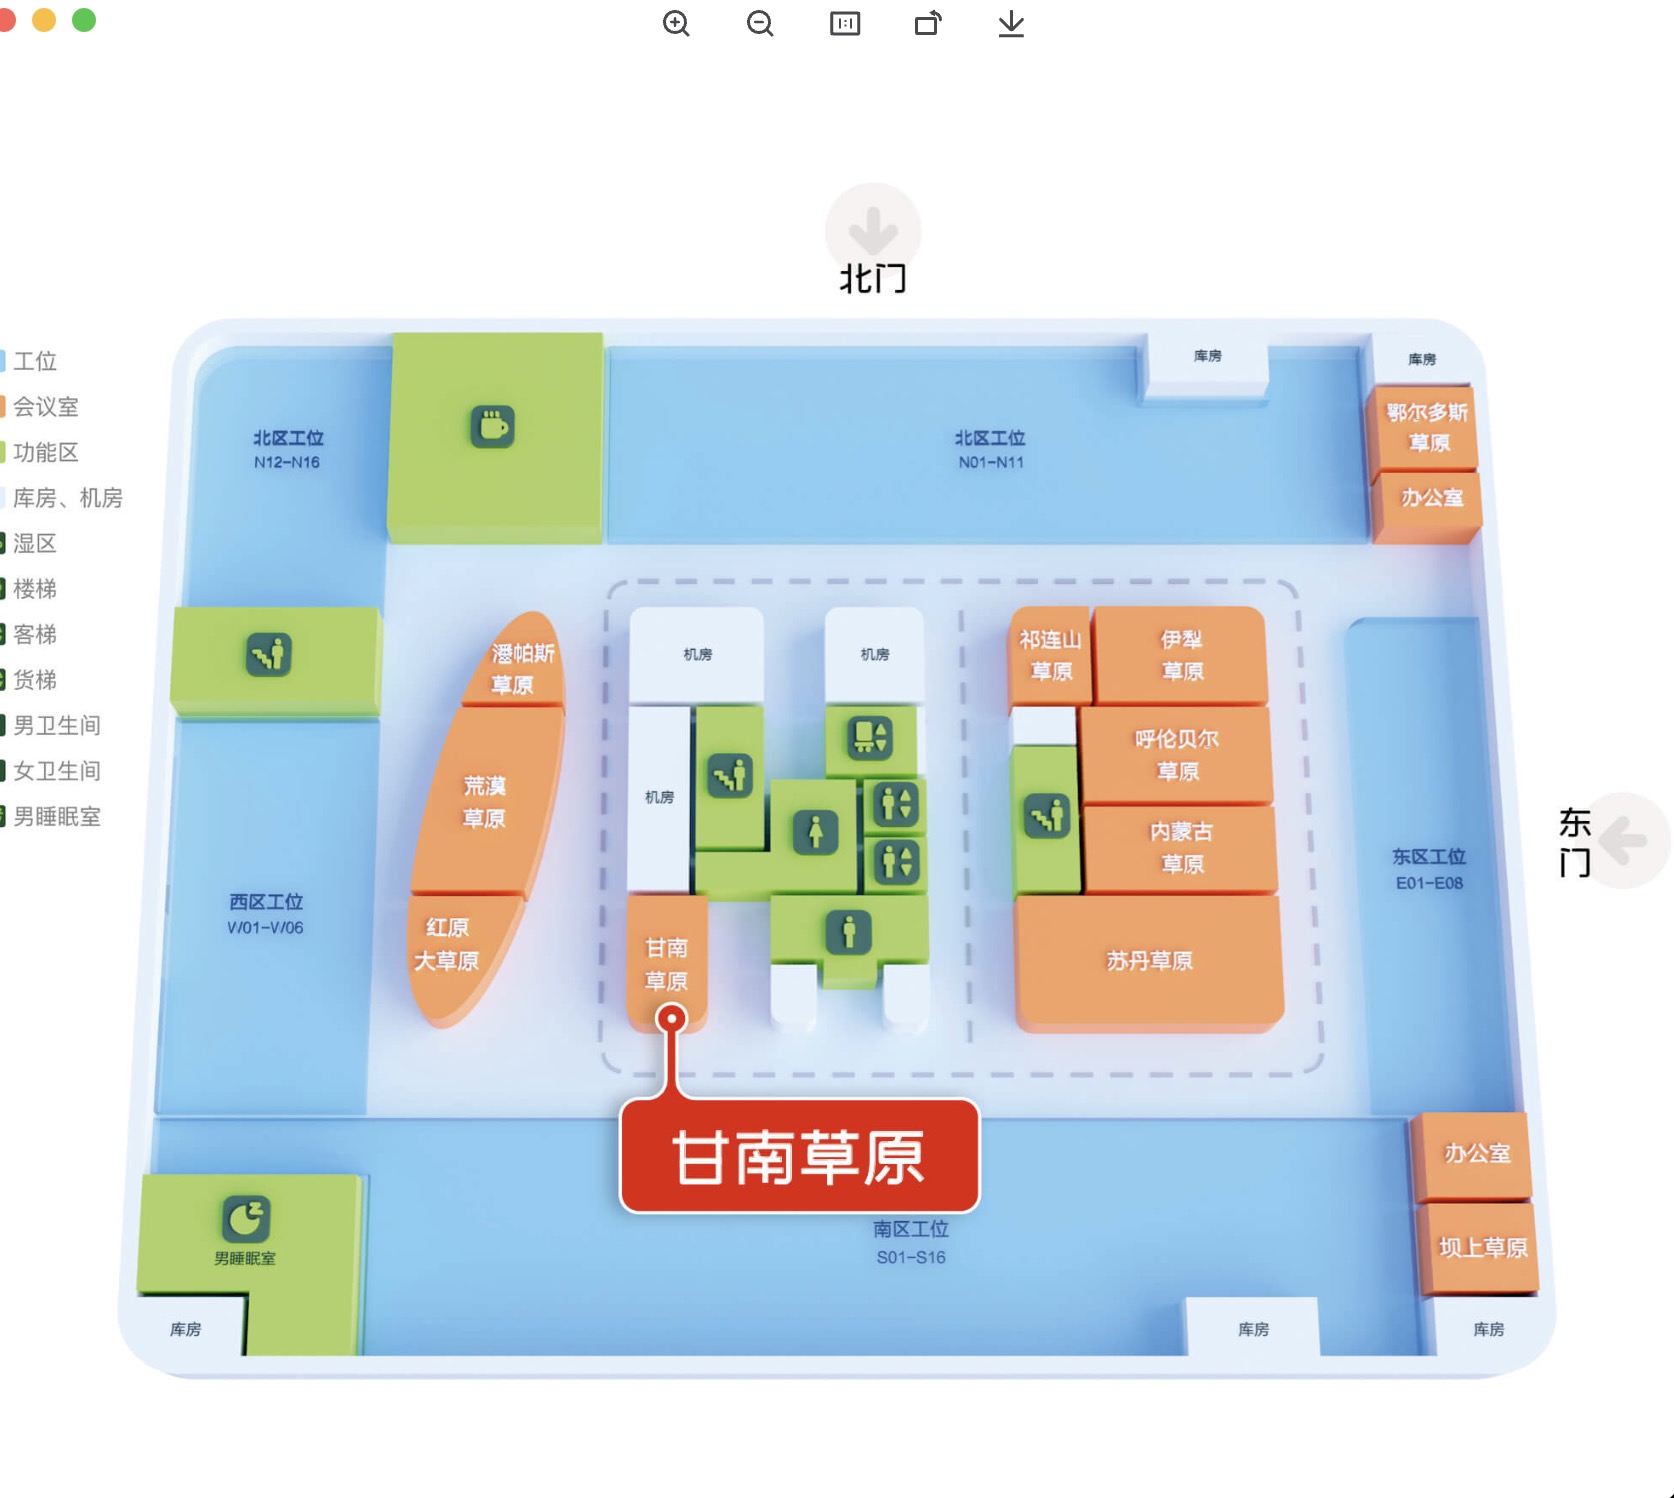 北门
工位
会议室
功能区
库房、机房
湿区
楼梯
客梯
货梯
男卫生间
女卫生间
男睡眠室
北区工位
N12-N16
北区工位
N01-N11
库房
库房
鄂尔多斯
草原
办公室
潘帕斯
草原
荒漠
草原
红原
大草原
机房
机房
机房
甘南
草原
祁连山
草原
伊犁
草原
呼伦贝尔
草原
内蒙古
草原
苏丹草原
东区工位
E01-E08
东
门
西区工位
V/01-V/06
甘南草原
南区工位
S01-S16
男睡眠室
库房
库房
办公室
坝上草原
库房